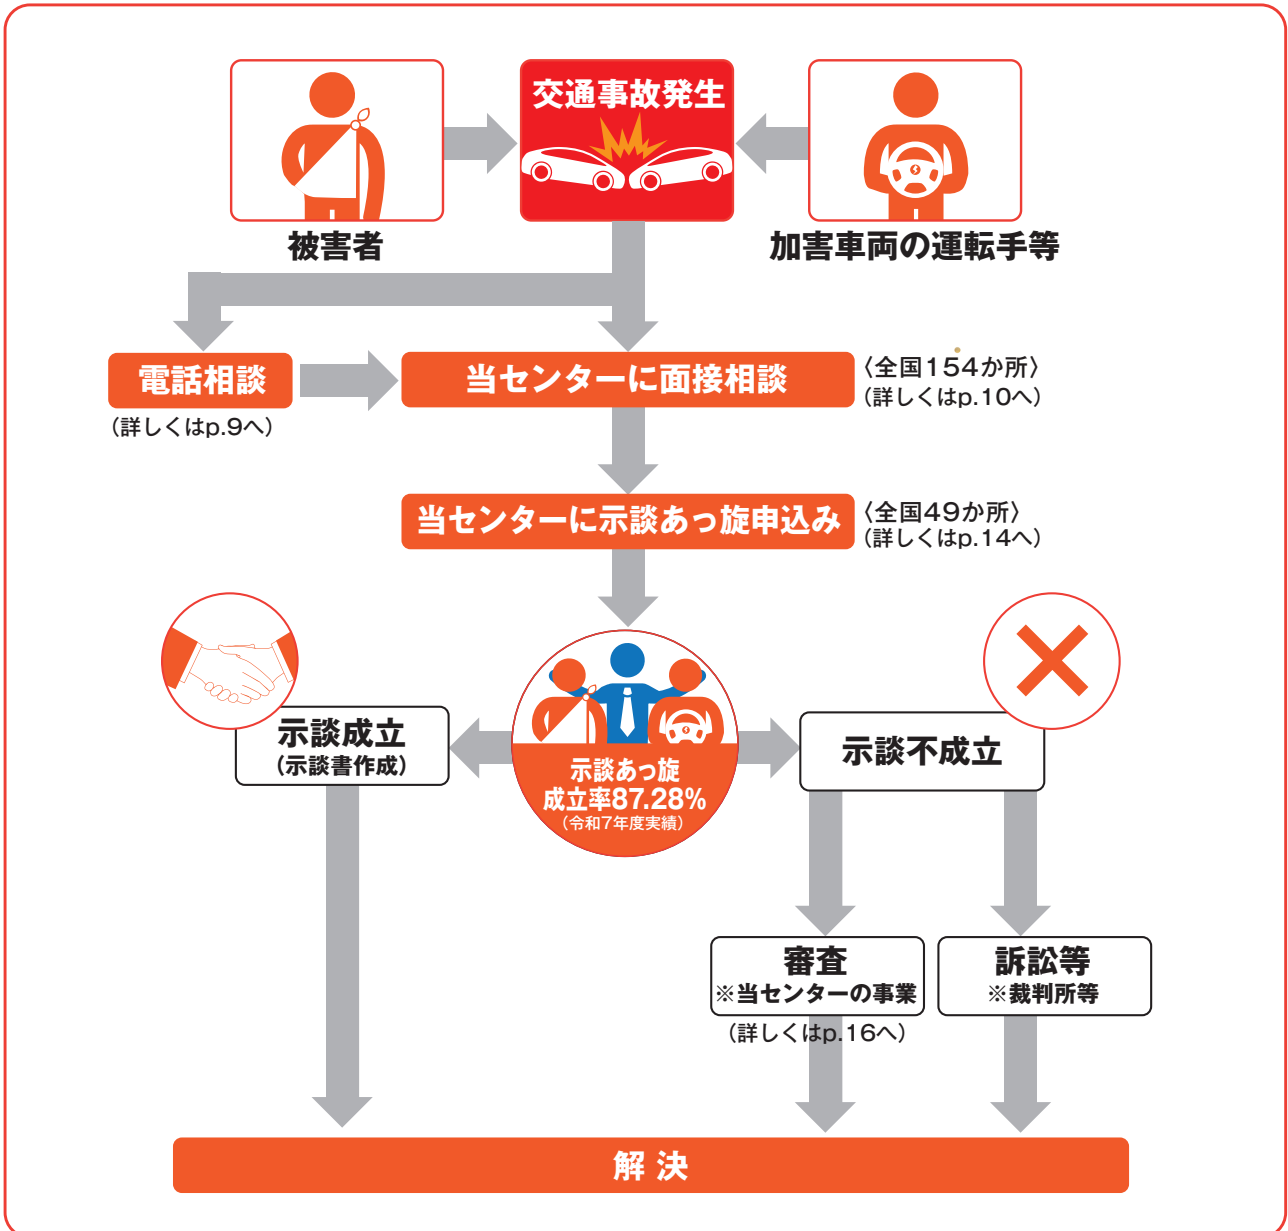 交通事故発生
被害者
加害車両の運転手等
電話相談
(詳しくはp.9へ)
当センターに面接相談
〈全国154か所〉
(詳しくはp.10へ)
当センターに示談あっ旋申込み
〈全国49か所〉
(詳しくはp.14へ)
示談成立
(示談書作成)
示談あっ旋
成立率87.28%
(令和7年度実績)
示談不成立
審査
※当センターの事業
(詳しくはp.16へ)
訴訟等
※裁判所等
解決